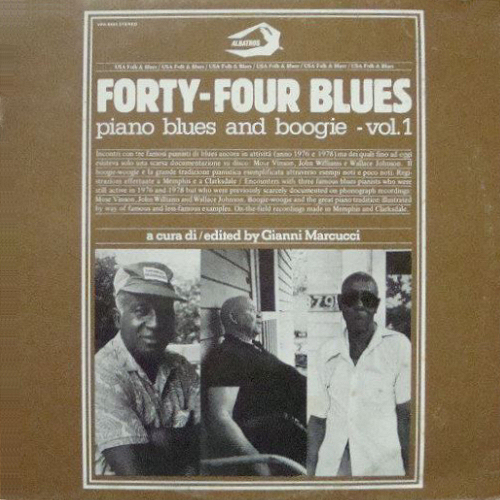 ALBATROS
USA Folk & Blues / USA Folk & Blues / USA Folk & Blues / USA Folk & Blues / USA Folk & Blues / USA Folk & Blues
FORTY-FOUR BLUES
piano blues and boogie - vol.1
Incontri con tre famosi pianisti di blues ancora in attività (anno 1976 e 1978) ma dei quali fino ad oggi
esisteva solo una scarsa documentazione su disco: Mose Vinson, John Williams e Wallace Johnson. Il
boogie-woogie e la grande tradizione pianistica esemplificata attraverso esempi noti e poco noti. Regi-
strazioni effettuate a Memphis e a Clarksdale / Encounters with three famous blues pianists who were
still active in 1976 and 1978 but who were previously scarcely documented on phonograph recordings:
Mose Vinson, John Williams and Wallace Johnson. Boogie-woogie and the great piano tradition illustrated
by way of famous and less-famous examples. On-the-field recordings made in Memphis and Clarksdale.
a cura di/edited by Gianni Marcucci
79